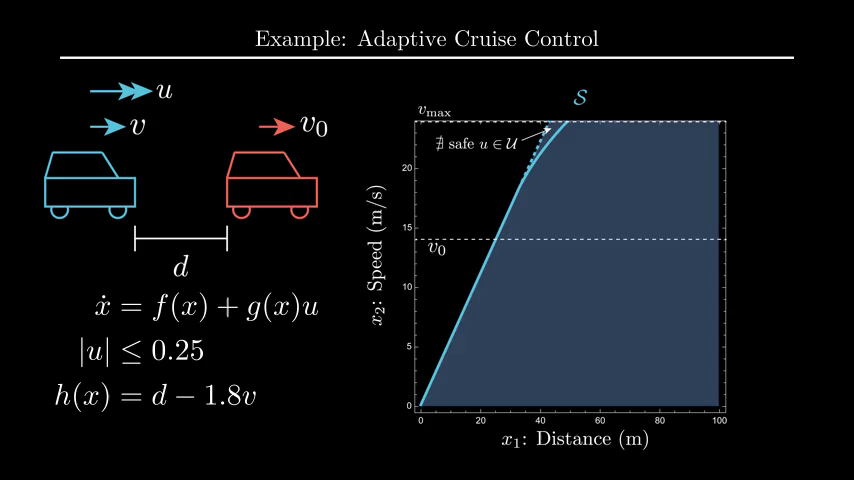 Example: Adaptive Cruise Control
u
v
v₀
d
ẋ = f(x) + g(x)u
|u| ≤ 0.25
h(x) = d − 1.8v
𝒮
v_max
∄ safe u ∈ 𝒰
v₀
x₂: Speed (m/s)
20
15
10
5
0
0 20 40 60 80 100
x₁: Distance (m)